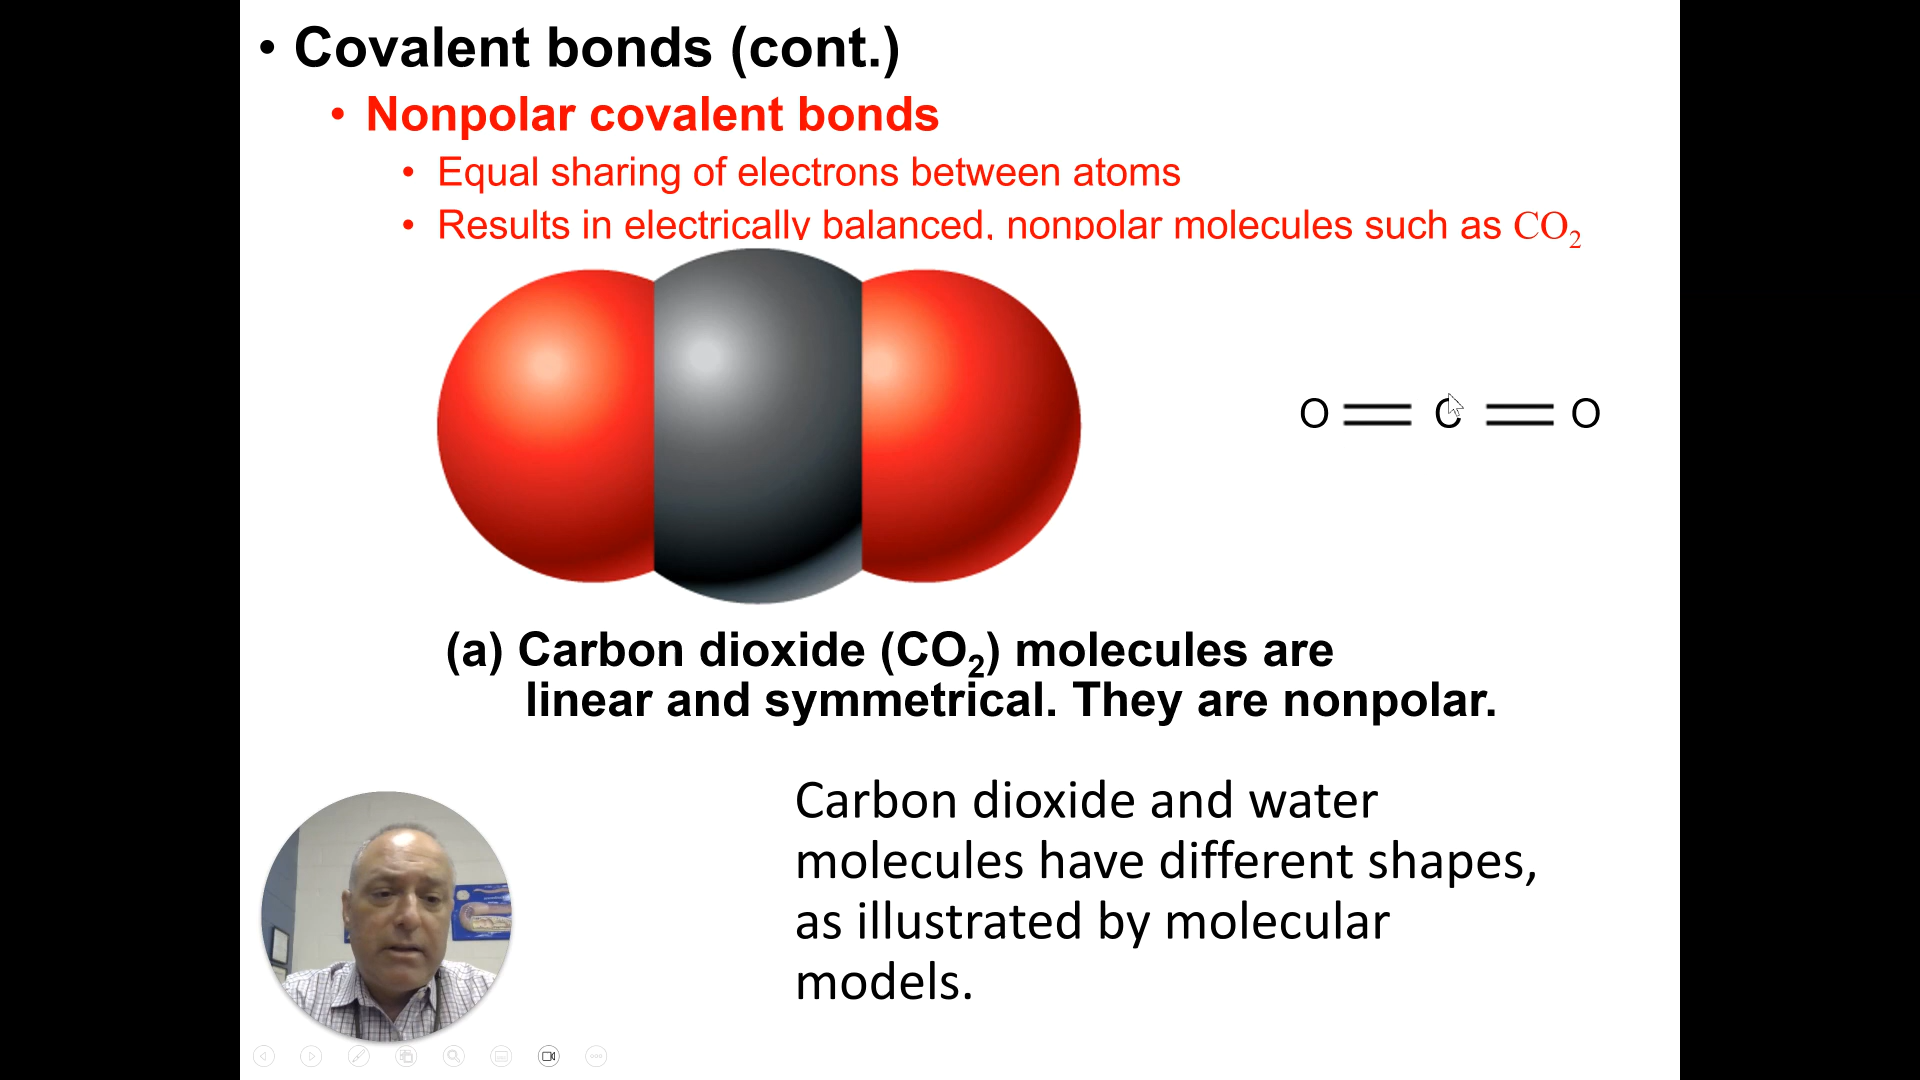 • Covalent bonds (cont.)
• Nonpolar covalent bonds
• Equal sharing of electrons between atoms
• Results in electrically balanced, nonpolar molecules such as CO₂
O = C = O
(a) Carbon dioxide (CO₂) molecules are
linear and symmetrical. They are nonpolar.
Carbon dioxide and water
molecules have different shapes,
as illustrated by molecular
models.